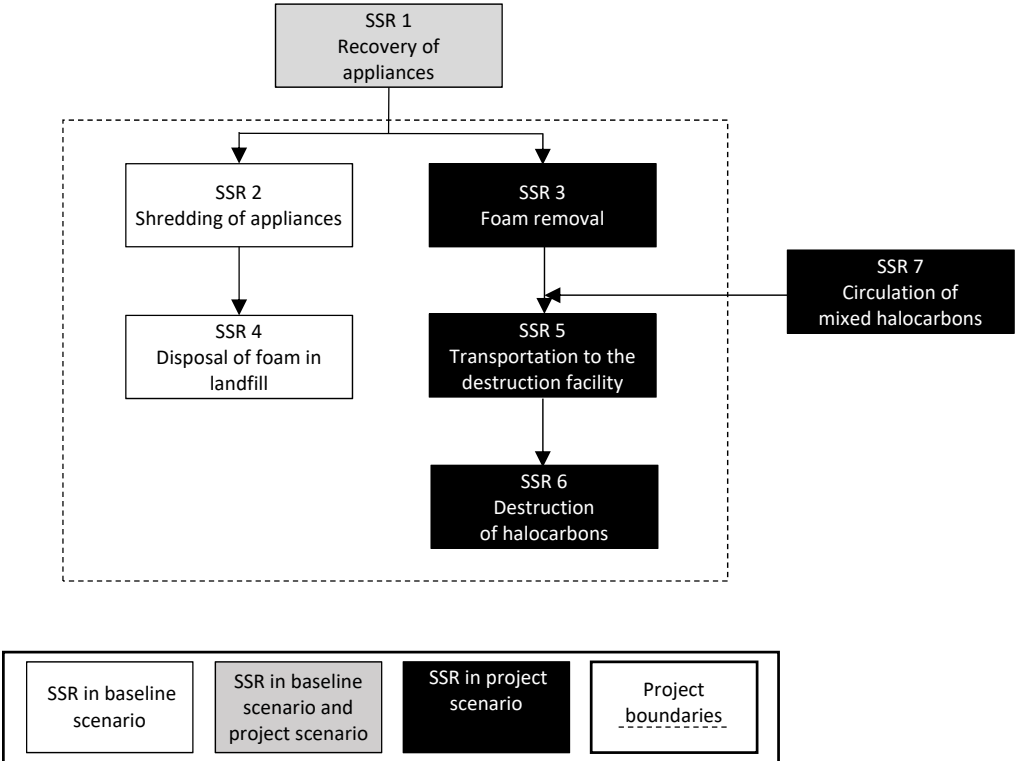 SSR 1
Recovery of
appliances
SSR 2
Shredding of appliances
SSR 3
Foam removal
SSR 7
Circulation of
mixed halocarbons
SSR 4
Disposal of foam in
landfill
SSR 5
Transportation to the
destruction facility
SSR 6
Destruction
of halocarbons
SSR in baseline
scenario
SSR in baseline
scenario and
project scenario
SSR in project
scenario
Project
boundaries